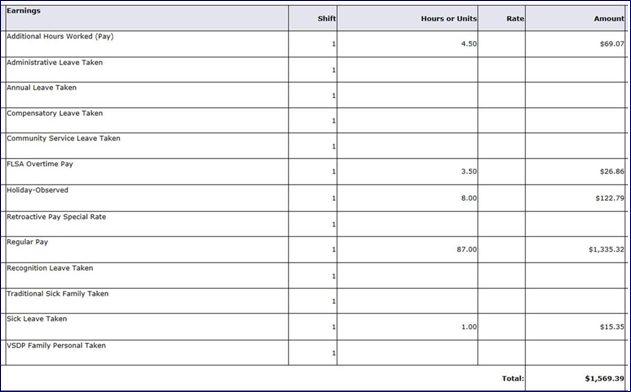 Earnings Shift Hours or Units Rate Amount
Additional Hours Worked (Pay) 1 4.50 $69.07
Administrative Leave Taken 1
Annual Leave Taken 1
Compensatory Leave Taken 1
Community Service Leave Taken 1
FLSA Overtime Pay 1 3.50 $26.86
Holiday-Observed 1 8.00 $122.79
Retroactive Pay Special Rate 1
Regular Pay 1 87.00 $1,335.32
Recognition Leave Taken 1
Traditional Sick Family Taken 1
Sick Leave Taken 1 1.00 $15.35
VSDP Family Personal Taken 1
Total: $1,569.39